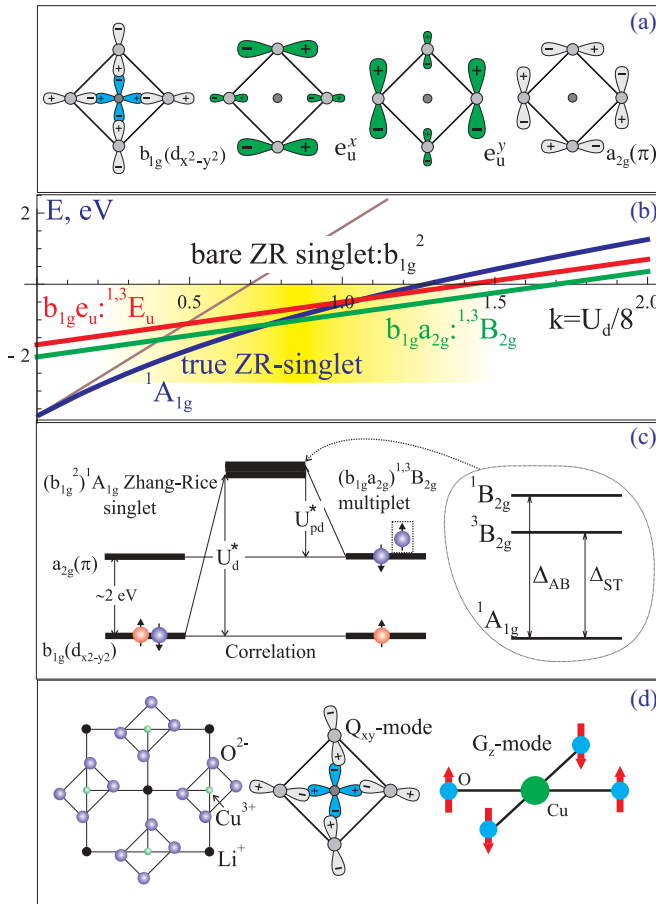 (a)
b1g(dx2-y2)
eux
euy
a2g(π)
(b)
E, eV
2
bare ZR singlet:b1g2
b1geu:1,3Eu
0.5
1.0
1.5
2.0
b1ga2g:1,3B2g
k=Ud/8
-2
true ZR-singlet
1A1g
(c)
(b1g2)1A1g Zhang-Rice
singlet
(b1ga2g)1,3B2g
multiplet
U*pd
U*d
a2g(π)
~2 eV
b1g(dx2-y2)
Correlation
1B2g
3B2g
ΔAB
ΔST
1A1g
(d)
O2-
Cu3+
Li+
Qxy-mode
Gz-mode
O
Cu